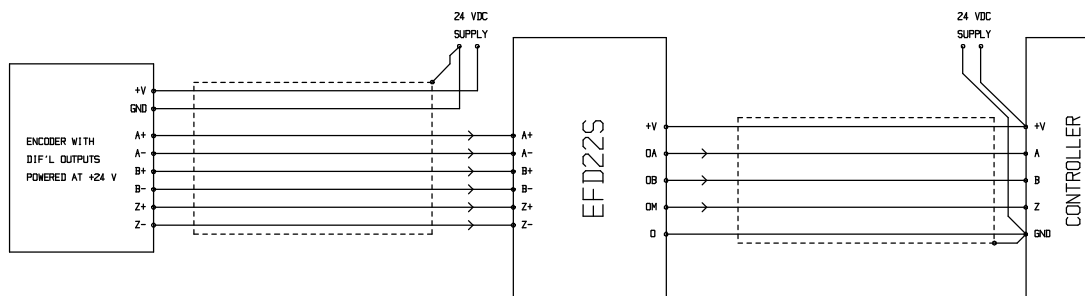 24 VDC
SUPPLY
24 VDC
SUPPLY
+V
GND
ENCODER WITH
DIF'L OUTPUTS
POWERED AT +24 V
A+
A-
B+
B-
Z+
Z-
A+
A-
B+
B-
Z+
Z-
EFD22S
+V
OA
OB
OM
O
+V
A
B
Z
GND
CONTROLLER